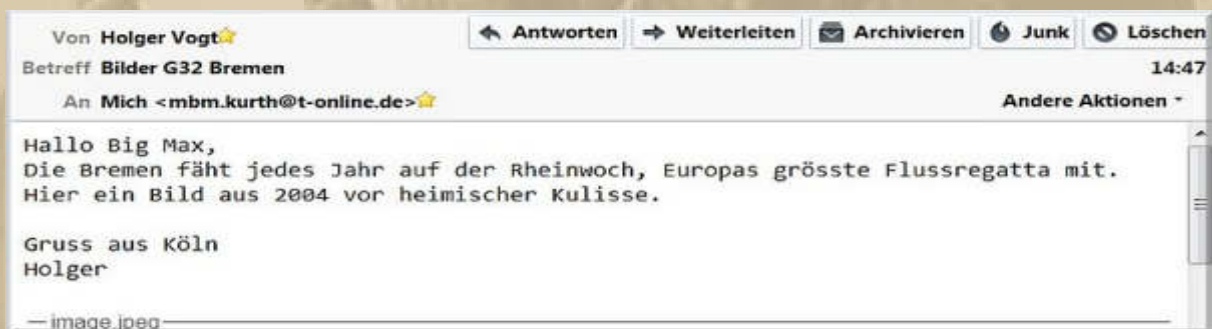 Von Holger Vogt Antworten Weiterleiten Archivieren Junk Löschen
Betreff Bilder G32 Bremen 14:47
An Mich <mbm.kurth@t-online.de> Andere Aktionen
Hallo Big Max,
Die Bremen fäht jedes Jahr auf der Rheinwoch, Europas grösste Flussregatta mit.
Hier ein Bild aus 2004 vor heimischer Kulisse.
Gruss aus Köln
Holger
image.jpeg